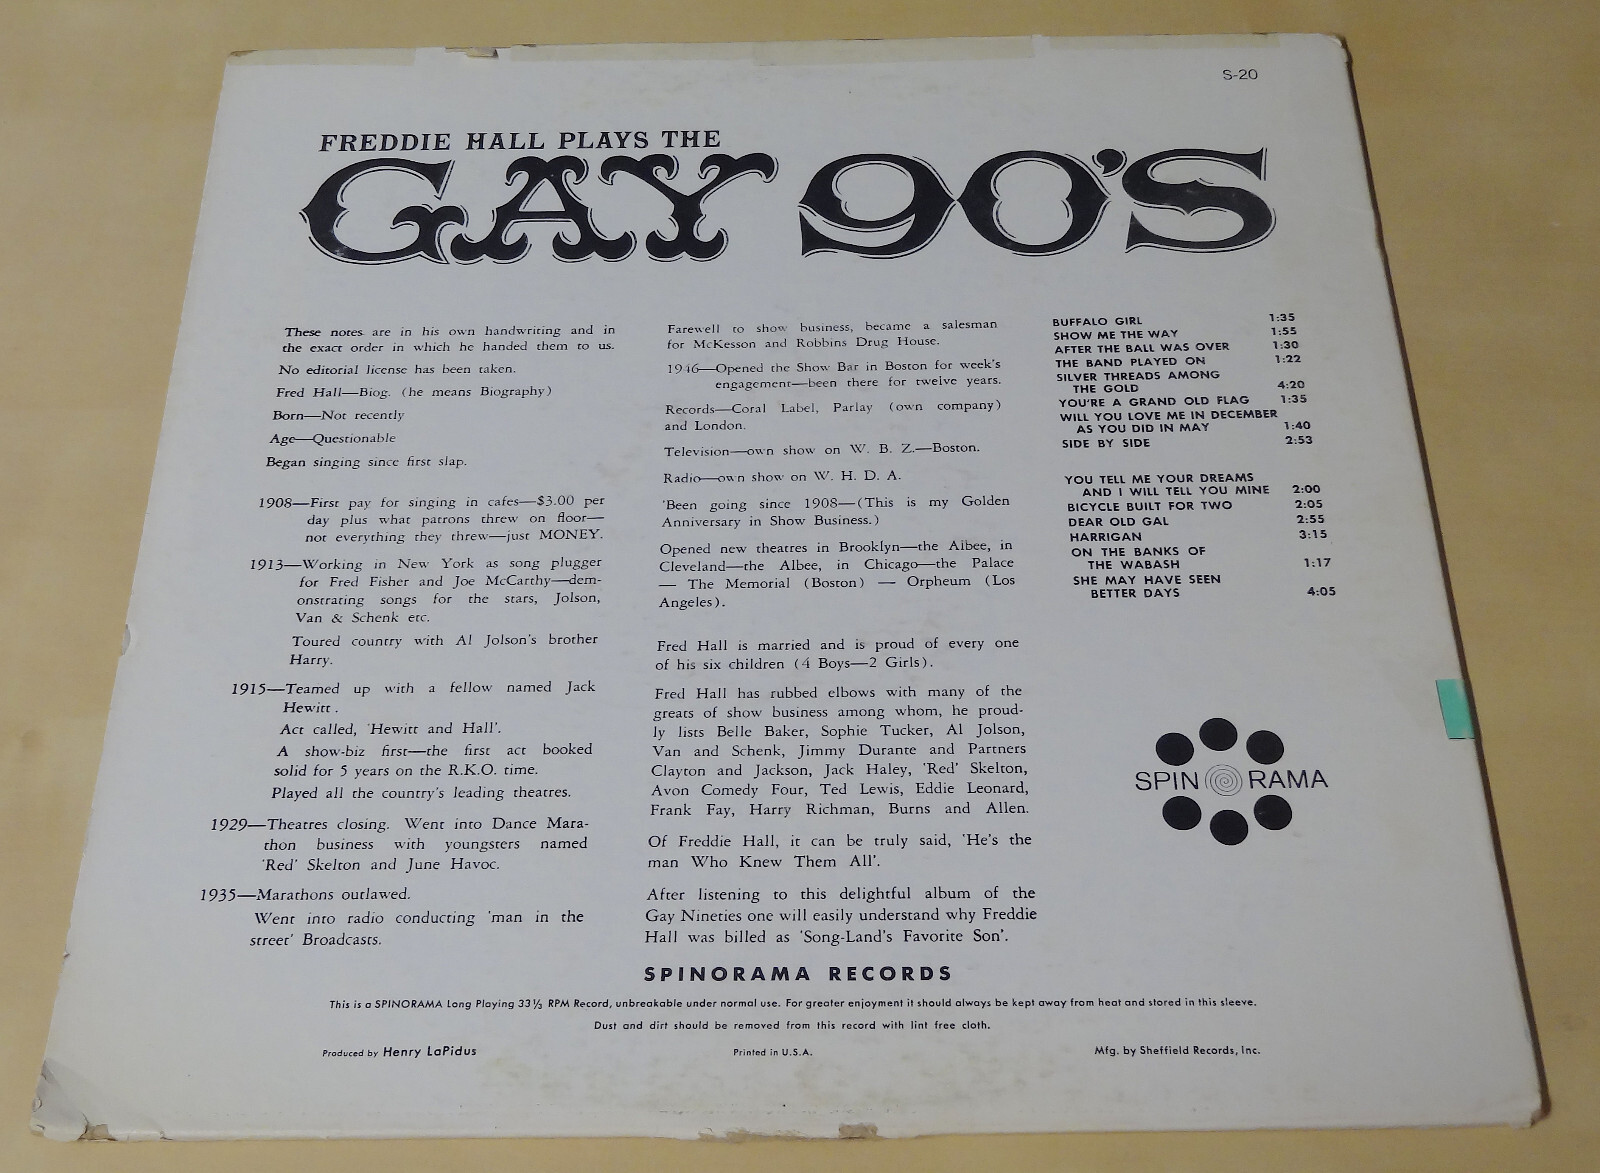 S-20
FREDDIE HALL PLAYS THE
GAY 90'S
These notes are in his own handwriting and in
the exact order in which he handed them to us.
No editorial license has been taken.
Fred Hall—Biog. (he means Biography)
Born—Not recently
Age—Questionable
Began singing since first slap.
1908—First pay for singing in cafes—$3.00 per
day plus what patrons threw on floor—
not everything they threw—just MONEY.
1913—Working in New York as song plugger
for Fred Fisher and Joe McCarthy—dem-
onstrating songs for the stars, Jolson,
Van & Schenk etc.
Toured country with Al Jolson's brother
Harry.
1915—Teamed up with a fellow named Jack
Hewitt .
Act called, 'Hewitt and Hall'.
A show-biz first—the first act booked
solid for 5 years on the R.K.O. time.
Played all the country's leading theatres.
1929—Theatres closing. Went into Dance Mara-
thon business with youngsters named
'Red' Skelton and June Havoc.
1935—Marathons outlawed.
Went into radio conducting 'man in the
street' Broadcasts.
Farewell to show business, became a salesman
for McKesson and Robbins Drug House.
1946—Opened the Show Bar in Boston for week's
engagement—been there for twelve years.
Records—Coral Label, Parlay (own company)
and London.
Television—own show on W. B. Z.—Boston.
Radio—own show on W. H. D. A.
'Been going since 1908—(This is my Golden
Anniversary in Show Business.)
Opened new theatres in Brooklyn—the Albee, in
Cleveland—the Albee, in Chicago—the Palace
— The Memorial (Boston) — Orpheum (Los
Angeles).
Fred Hall is married and is proud of every one
of his six children (4 Boys—2 Girls).
Fred Hall has rubbed elbows with many of the
greats of show business among whom, he proud-
ly lists Belle Baker, Sophie Tucker, Al Jolson,
Van and Schenk, Jimmy Durante and Partners
Clayton and Jackson, Jack Haley, 'Red' Skelton,
Avon Comedy Four, Ted Lewis, Eddie Leonard,
Frank Fay, Harry Richman, Burns and Allen.
Of Freddie Hall, it can be truly said, 'He's the
man Who Knew Them All'.
After listening to this delightful album of the
Gay Nineties one will easily understand why Freddie
Hall was billed as 'Song-Land's Favorite Son'.
BUFFALO GIRL 1:35
SHOW ME THE WAY 1:55
AFTER THE BALL WAS OVER 1:30
THE BAND PLAYED ON 1:22
SILVER THREADS AMONG
THE GOLD 4:20
YOU'RE A GRAND OLD FLAG 1:35
WILL YOU LOVE ME IN DECEMBER
AS YOU DID IN MAY 1:40
SIDE BY SIDE 2:53
YOU TELL ME YOUR DREAMS
AND I WILL TELL YOU MINE 2:00
BICYCLE BUILT FOR TWO 2:05
DEAR OLD GAL 2:55
HARRIGAN 3:15
ON THE BANKS OF
THE WABASH 1:17
SHE MAY HAVE SEEN
BETTER DAYS 4:05
SPIN RAMA
SPINORAMA RECORDS
This is a SPINORAMA Long Playing 33⅓ RPM Record, unbreakable under normal use. For greater enjoyment it should always be kept away from heat and stored in this sleeve.
Dust and dirt should be removed from this record with lint free cloth.
Produced by Henry LaPidus
Printed in U.S.A.
Mfg. by Sheffield Records, Inc.